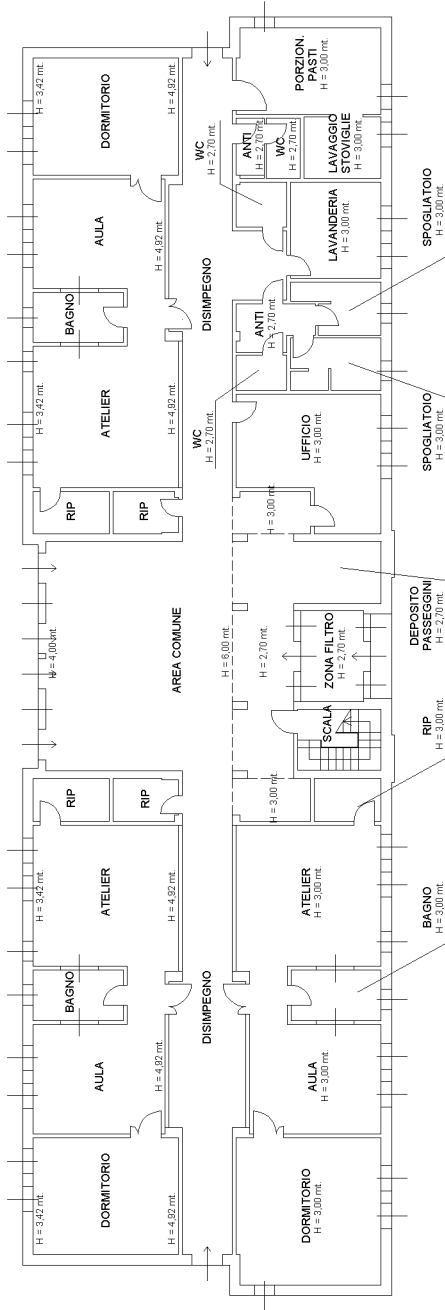 H = 3,42 mt.
DORMITORIO
H = 4,92 mt.
AULA
H = 4,92 mt.
BAGNO
H = 3,42 mt.
ATELIER
H = 4,92 mt.
RIP
RIP
H = 4,00 mt.
AREA COMUNE
H = 6,00 mt.
RIP
RIP
H = 3,42 mt.
ATELIER
H = 4,92 mt.
BAGNO
AULA
H = 4,92 mt.
H = 3,42 mt.
DORMITORIO
H = 4,92 mt.
DISIMPEGNO
DISIMPEGNO
PORZION.
PASTI
H = 3,00 mt.
WC
H = 2,70 mt.
ANTI
H = 2,70 mt.
WC
H = 2,70 mt.
LAVAGGIO
STOVIGLIE
H = 3,00 mt.
LAVANDERIA
H = 3,00 mt.
SPOGLIATOIO
H = 3,00 mt.
ANTI
H = 2,70 mt.
WC
H = 2,70 mt.
UFFICIO
H = 3,00 mt.
SPOGLIATOIO
H = 3,00 mt.
H = 3,00 mt.
DEPOSITO
PASSEGGINI
H = 2,70 mt.
H = 2,70 mt.
ZONA FILTRO
H = 2,70 mt.
SCALA
RIP
H = 3,00 mt.
H = 3,00 mt.
ATELIER
H = 3,00 mt.
BAGNO
H = 3,00 mt.
AULA
H = 3,00 mt.
DORMITORIO
H = 3,00 mt.